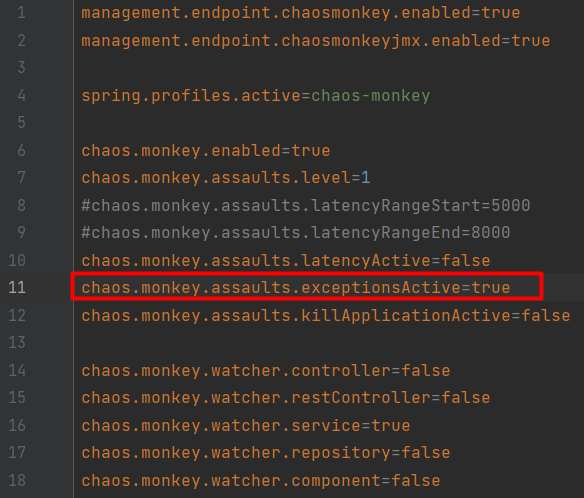 1 management.endpoint.chaosmonkey.enabled=true
2 management.endpoint.chaosmonkeyjmx.enabled=true
3
4 spring.profiles.active=chaos-monkey
5
6 chaos.monkey.enabled=true
7 chaos.monkey.assaults.level=1
8 #chaos.monkey.assaults.latencyRangeStart=5000
9 #chaos.monkey.assaults.latencyRangeEnd=8000
10 chaos.monkey.assaults.latencyActive=false
11 chaos.monkey.assaults.exceptionsActive=true
12 chaos.monkey.assaults.killApplicationActive=false
13
14 chaos.monkey.watcher.controller=false
15 chaos.monkey.watcher.restController=false
16 chaos.monkey.watcher.service=true
17 chaos.monkey.watcher.repository=false
18 chaos.monkey.watcher.component=false